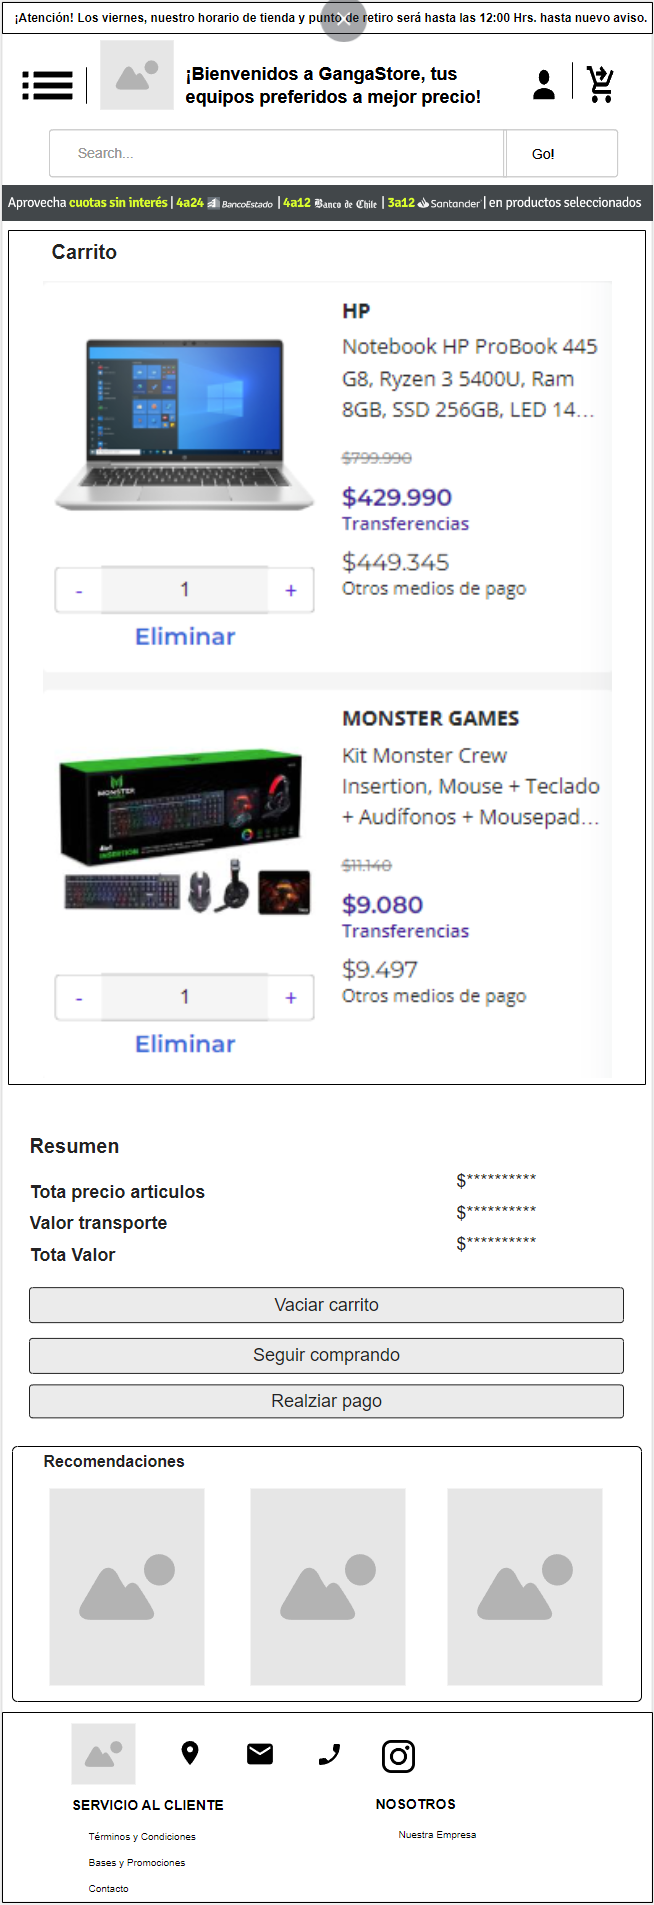 ¡Atención! Los viernes, nuestro horario de tienda y punto de retiro será hasta las 12:00 Hrs. hasta nuevo aviso.
¡Bienvenidos a GangaStore, tus
equipos preferidos a mejor precio!
Search...
Go!
Aprovecha cuotas sin interés | 4a24 BancoEstado | 4a12 Banco de Chile | 3a12 Santander | en productos seleccionados
Carrito
HP
Notebook HP ProBook 445
G8, Ryzen 3 5400U, Ram
8GB, SSD 256GB, LED 14...
$799.990
$429.990
Transferencias
$449.345
Otros medios de pago
- 1 +
Eliminar
MONSTER GAMES
Kit Monster Crew
Insertion, Mouse + Teclado
+ Audífonos + Mousepad...
$11.140
$9.080
Transferencias
$9.497
Otros medios de pago
MONSTER
4in1
INSERTION
- 1 +
Eliminar
Resumen
Tota precio articulos $**********
Valor transporte $**********
Tota Valor $**********
Vaciar carrito
Seguir comprando
Realziar pago
Recomendaciones
SERVICIO AL CLIENTE
NOSOTROS
Términos y Condiciones
Nuestra Empresa
Bases y Promociones
Contacto